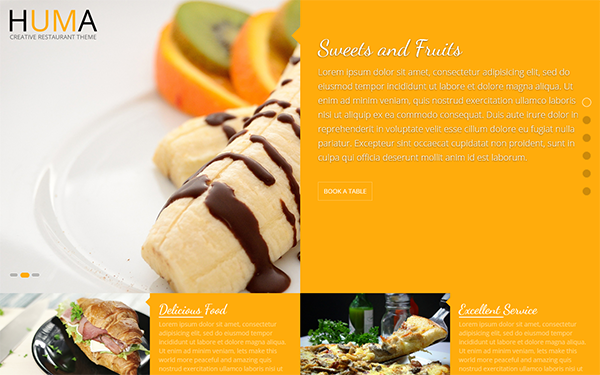 HUMA
CREATIVE RESTAURANT THEME
Sweets and Fruits
Lorem ipsum dolor sit amet, consectetur adipisicing elit, sed do
eiusmod tempor incididunt ut labore et dolore magna aliqua. Ut
enim ad minim veniam, quis nostrud exercitation ullamco laboris
nisi ut aliquip ex ea commodo consequat. Duis aute irure dolor in
reprehenderit in voluptate velit esse cillum dolore eu fugiat nulla
pariatur. Excepteur sint occaecat cupidatat non proident, sunt in
culpa qui officia deserunt mollit anim id est laborum.
BOOK A TABLE
Delicious Food
Lorem ipsum dolor sit amet, consectetur
adipisicing elit, sed do eiusmod tempor
incididunt ut labore et dolore magna aliqua.
Ut enim ad minim veniam, lets make this
world more peaceful and amazing nostrud
exercitation ullamco laboris nisi ut
Excellent Service
Lorem ipsum dolor sit amet, consectetur
adipisicing elit, sed do eiusmod tempor
incididunt ut labore et dolore magna aliqua.
Ut enim ad minim veniam, lets make this
world more peaceful and amazing nostrud
exercitation ullamco laboris nisi ut